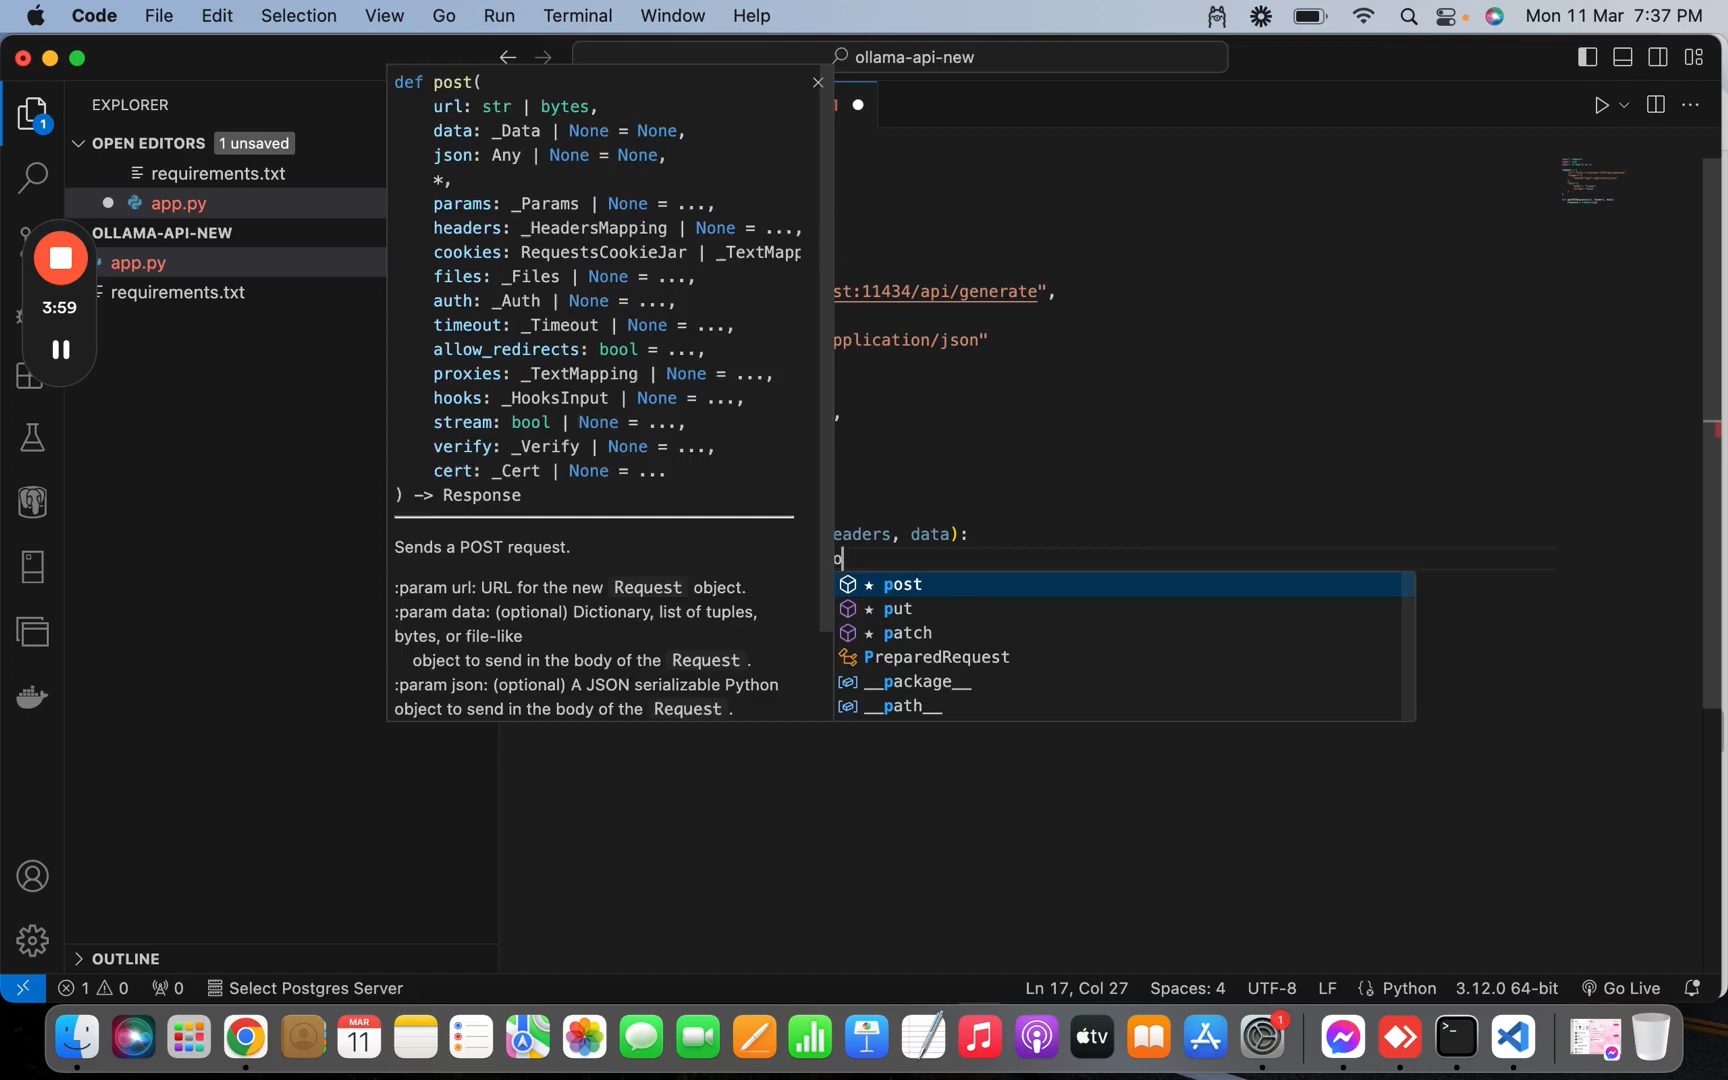 Code File Edit Selection View Go Run Terminal Window Help Mon 11 Mar 7:37 PM
ollama-api-new
EXPLORER
OPEN EDITORS 1 unsaved
requirements.txt
app.py
OLLAMA-API-NEW
app.py
requirements.txt
1
3:59
def post(
url: str | bytes,
data: _Data | None = None,
json: Any | None = None,
*,
params: _Params | None = ...,
headers: _HeadersMapping | None = ...,
cookies: RequestsCookieJar | _TextMapp
files: _Files | None = ...,
auth: _Auth | None = ...,
timeout: _Timeout | None = ...,
allow_redirects: bool = ...,
proxies: _TextMapping | None = ...,
hooks: _HooksInput | None = ...,
stream: bool | None = ...,
verify: _Verify | None = ...,
cert: _Cert | None = ...
) -> Response
Sends a POST request.
:param url: URL for the new Request object.
:param data: (optional) Dictionary, list of tuples,
bytes, or file-like
object to send in the body of the Request.
:param json: (optional) A JSON serializable Python
object to send in the body of the Request.
st:11434/api/generate",
pplication/json"
,
eaders, data):
o
post
put
patch
PreparedRequest
__package__
__path__
OUTLINE
1 0 0 Select Postgres Server Ln 17, Col 27 Spaces: 4 UTF-8 LF {} Python 3.12.0 64-bit Go Live
MAR
11
tv
1